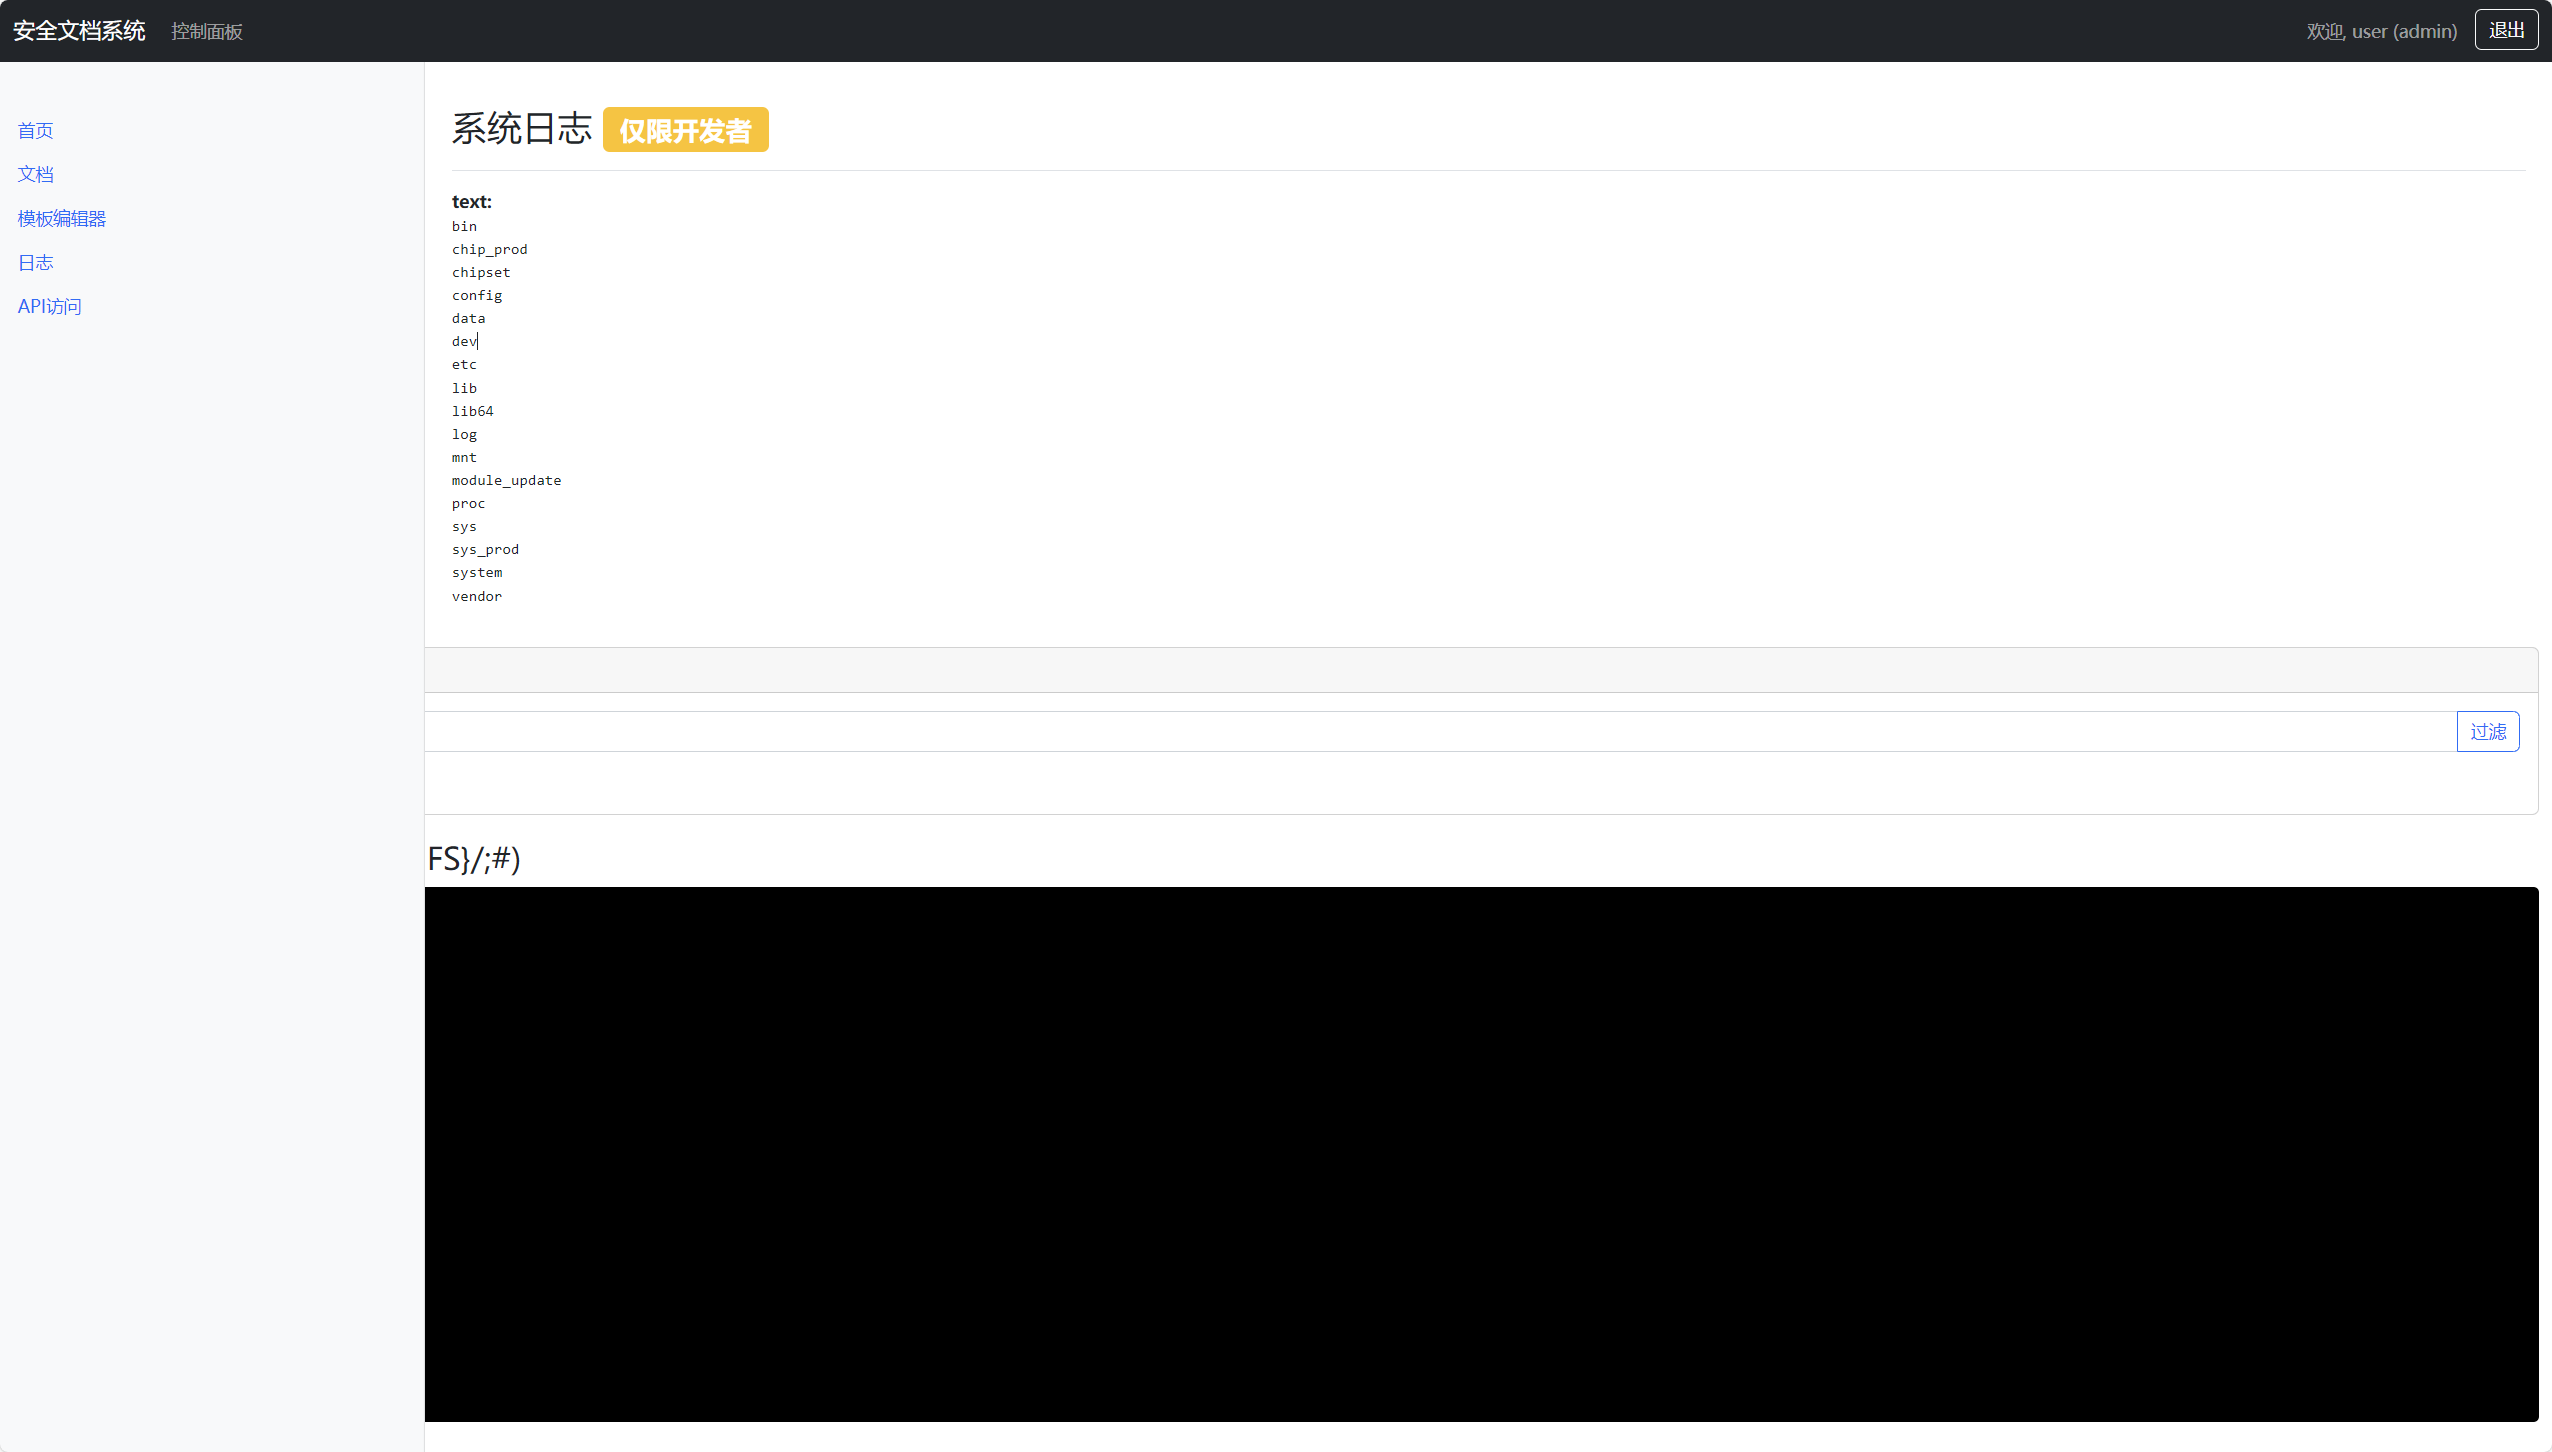 安全文档系统 控制面板 欢迎, user (admin) 退出
首页
文档
模板编辑器
日志
API访问
系统日志 仅限开发者
text:
bin
chip_prod
chipset
config
data
dev
etc
lib
lib64
log
mnt
module_update
proc
sys
sys_prod
system
vendor
过滤
FS}/;#)